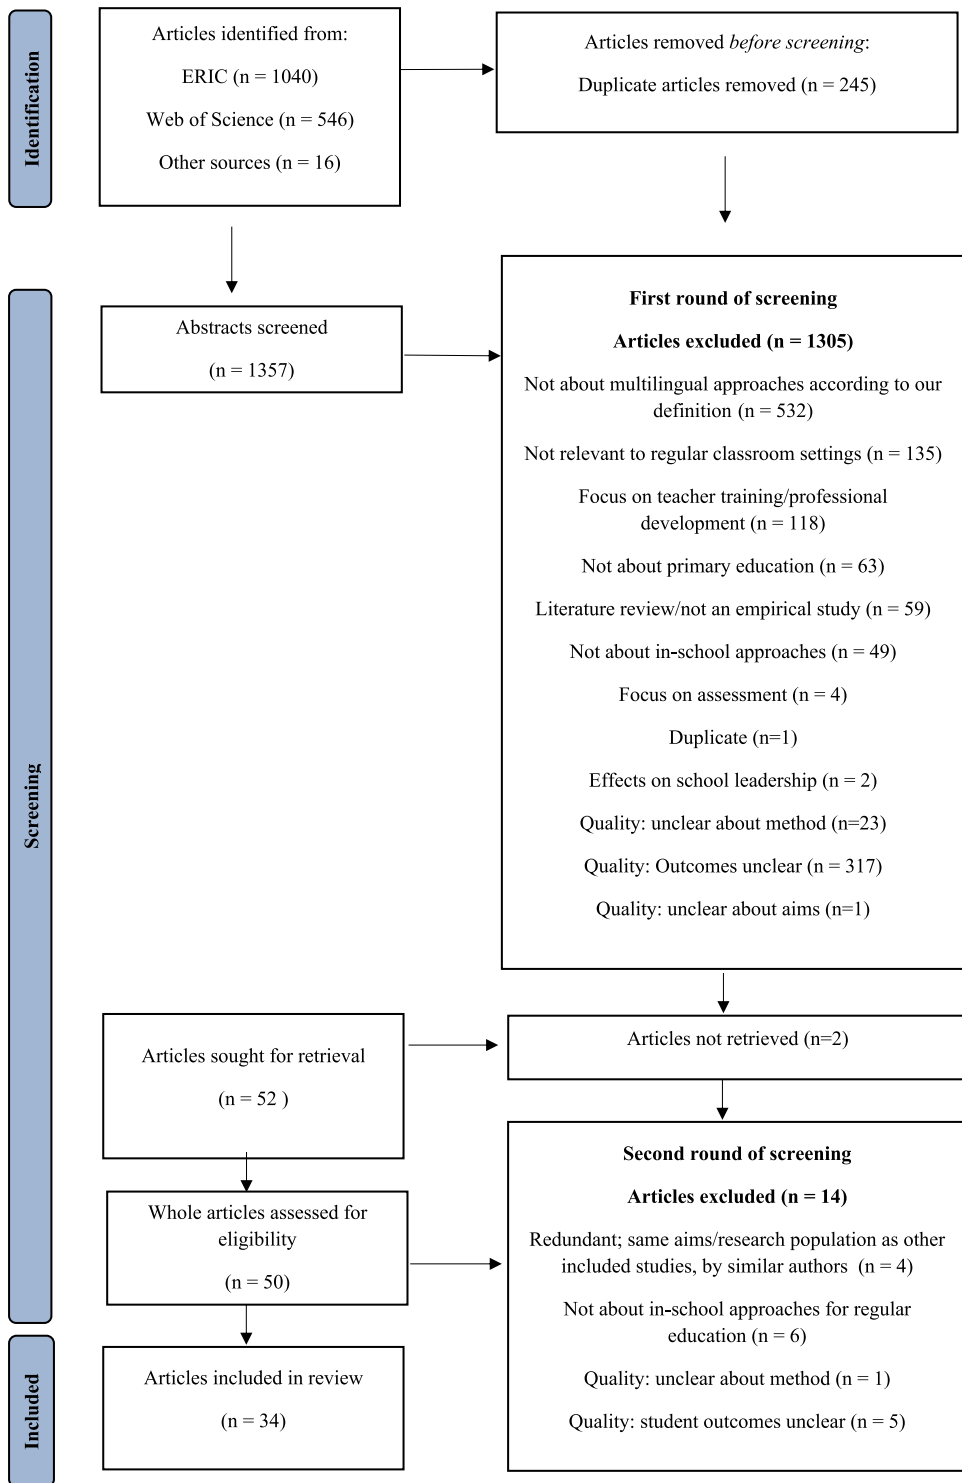 Identification
Articles identified from:
ERIC (n = 1040)
Web of Science (n = 546)
Other sources (n = 16)
Articles removed before screening:
Duplicate articles removed (n = 245)
Screening
Abstracts screened
(n = 1357)
First round of screening
Articles excluded (n = 1305)
Not about multilingual approaches according to our
definition (n = 532)
Not relevant to regular classroom settings (n = 135)
Focus on teacher training/professional
development (n = 118)
Not about primary education (n = 63)
Literature review/not an empirical study (n = 59)
Not about in-school approaches (n = 49)
Focus on assessment (n = 4)
Duplicate (n=1)
Effects on school leadership (n = 2)
Quality: unclear about method (n=23)
Quality: Outcomes unclear (n = 317)
Quality: unclear about aims (n=1)
Articles sought for retrieval
(n = 52 )
Articles not retrieved (n=2)
Whole articles assessed for
eligibility
(n = 50)
Second round of screening
Articles excluded (n = 14)
Redundant; same aims/research population as other
included studies, by similar authors (n = 4)
Not about in-school approaches for regular
education (n = 6)
Quality: unclear about method (n = 1)
Quality: student outcomes unclear (n = 5)
Included
Articles included in review
(n = 34)